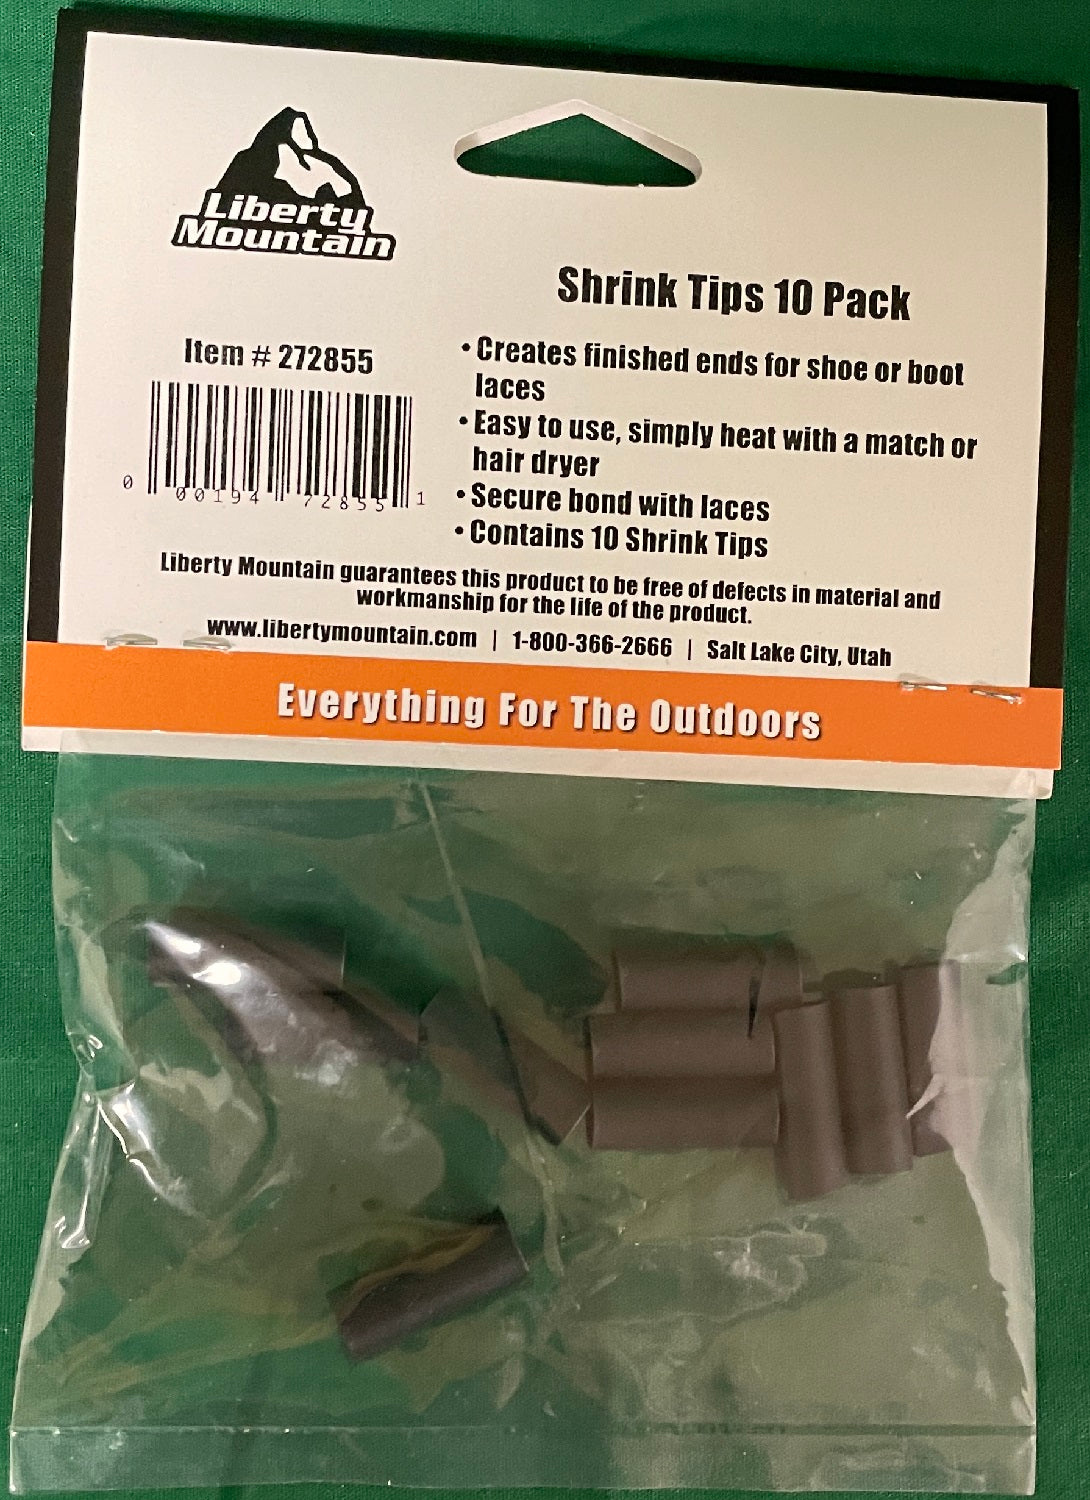 Liberty
Mountain
Shrink Tips 10 Pack
Item # 272855
0 00194 72855 1
• Creates finished ends for shoe or boot
laces
• Easy to use, simply heat with a match or
hair dryer
• Secure bond with laces
• Contains 10 Shrink Tips
Liberty Mountain guarantees this product to be free of defects in material and
workmanship for the life of the product.
www.libertymountain.com | 1-800-366-2666 | Salt Lake City, Utah
Everything For The Outdoors